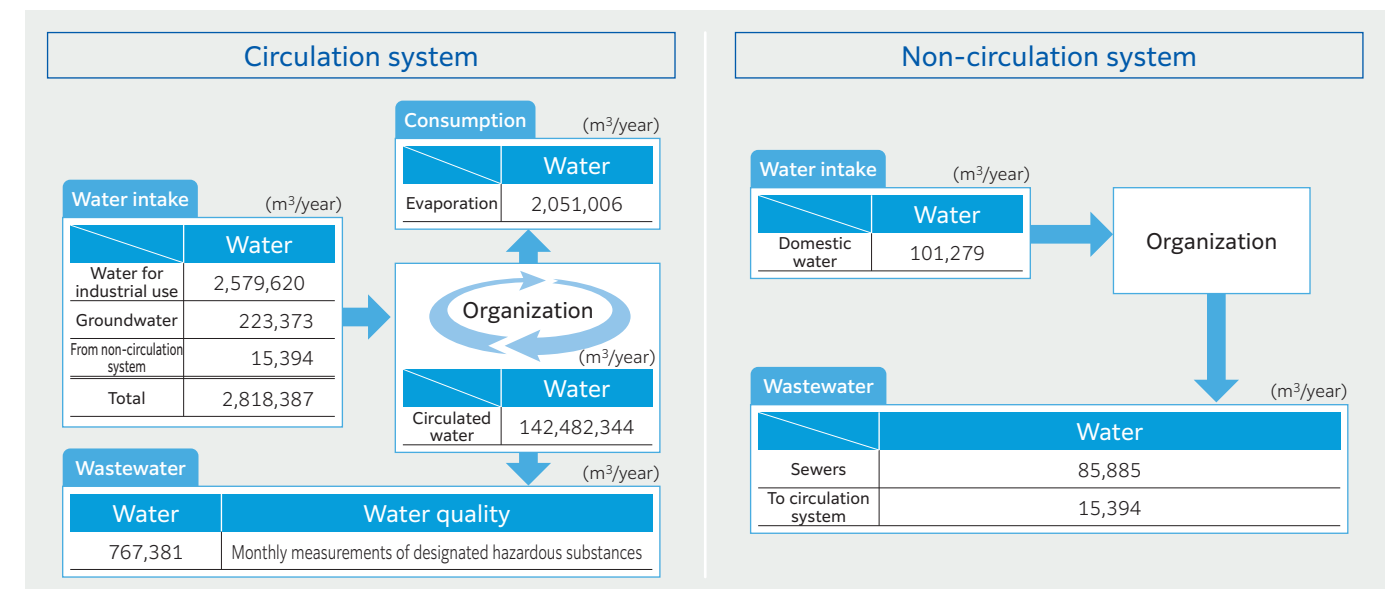 Circulation system
Water intake
(m³/year)
Water
Water for
industrial use
2,579,620
Groundwater
223,373
From non-circulation
system
15,394
Total
2,818,387
Consumption
(m³/year)
Water
Evaporation
2,051,006
Organization
(m³/year)
Water
Circulated
water
142,482,344
Wastewater
(m³/year)
Water
Water quality
767,381
Monthly measurements of designated hazardous substances
Non-circulation system
Water intake
(m³/year)
Water
Domestic
water
101,279
Organization
Wastewater
(m³/year)
Water
Sewers
85,885
To circulation
system
15,394